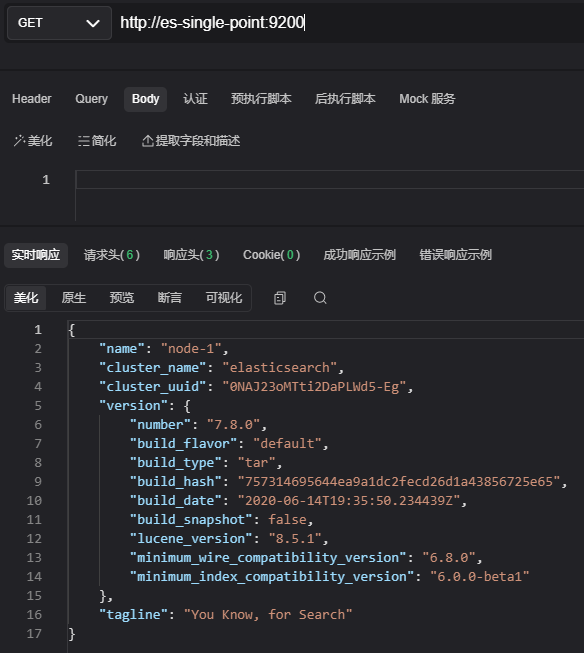 GET http://es-single-point:9200
Header Query Body 认证 预执行脚本 后执行脚本 Mock 服务
美化 简化 提取字段和描述
1
实时响应 请求头(6) 响应头(3) Cookie(0) 成功响应示例 错误响应示例
美化 原生 预览 断言 可视化
1 {
2 "name": "node-1",
3 "cluster_name": "elasticsearch",
4 "cluster_uuid": "0NAJ23oMTti2DaPLWd5-Eg",
5 "version": {
6 "number": "7.8.0",
7 "build_flavor": "default",
8 "build_type": "tar",
9 "build_hash": "757314695644ea9a1dc2fecd26d1a43856725e65",
10 "build_date": "2020-06-14T19:35:50.234439Z",
11 "build_snapshot": false,
12 "lucene_version": "8.5.1",
13 "minimum_wire_compatibility_version": "6.8.0",
14 "minimum_index_compatibility_version": "6.0.0-beta1"
15 },
16 "tagline": "You Know, for Search"
17 }